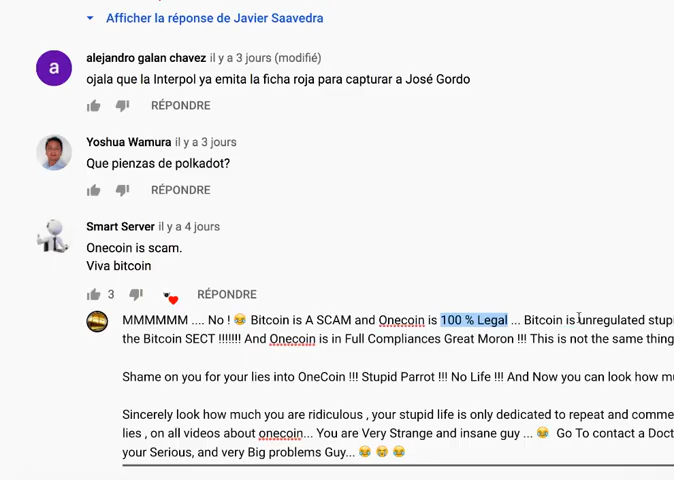 Afficher la réponse de Javier Saavedra
alejandro galan chavez il y a 3 jours (modifié)
a
ojala que la Interpol ya emita la ficha roja para capturar a José Gordo
RÉPONDRE
Yoshua Wamura il y a 3 jours
Que pienzas de polkadot?
RÉPONDRE
Smart Server il y a 4 jours
Onecoin is scam.
Viva bitcoin
3 RÉPONDRE
MMMMMM .... No ! 😂 Bitcoin is A SCAM and Onecoin is 100 % Legal ... Bitcoin is unregulated stupi
the Bitcoin SECT !!!!!!! And Onecoin is in Full Compliances Great Moron !!! This is not the same thing
Shame on you for your lies into OneCoin !!! Stupid Parrot !!! No Life !!! And Now you can look how mu
Sincerely look how much you are ridiculous , your stupid life is only dedicated to repeat and comme
lies , on all videos about onecoin... You are Very Strange and insane guy ... 😂 Go To contact a Doct
your Serious, and very Big problems Guy... 😂 😂 😂